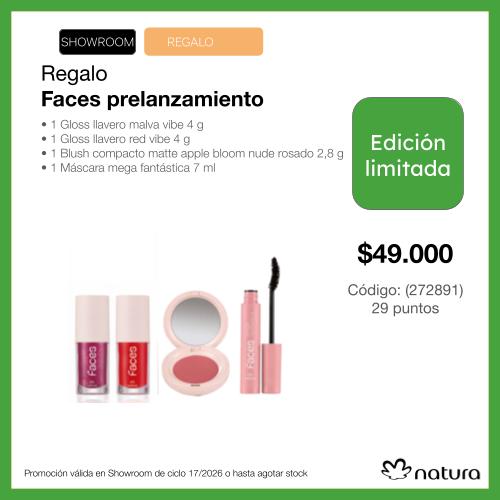 SHOWROOM
REGALO
Regalo
Faces prelanzamiento
• 1 Gloss llavero malva vibe 4 g
• 1 Gloss llavero red vibe 4 g
• 1 Blush compacto matte apple bloom nude rosado 2,8 g
• 1 Máscara mega fantástica 7 ml
Edición
limitada
$49.000
Código: (272891)
29 puntos
Faces
Faces
Faces
Promoción válida en Showroom de ciclo 17/2026 o hasta agotar stock
natura